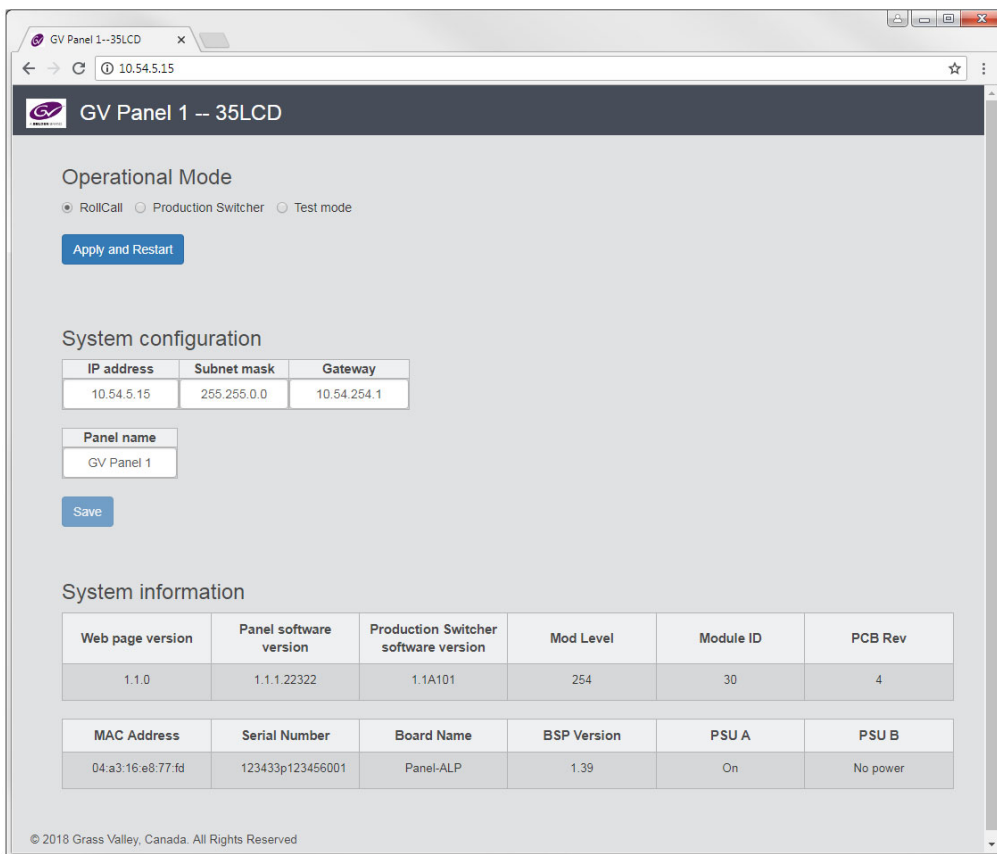 GV Panel 1--35LCD
10.54.5.15
GV Panel 1 -- 35LCD
Operational Mode
RollCall Production Switcher Test mode
Apply and Restart
System configuration
IP address Subnet mask Gateway
10.54.5.15 255.255.0.0 10.54.254.1
Panel name
GV Panel 1
Save
System information
Web page version Panel software version Production Switcher software version Mod Level Module ID PCB Rev
1.1.0 1.1.1.22322 1.1A101 254 30 4
MAC Address Serial Number Board Name BSP Version PSU A PSU B
04:a3:16:e8:77:fd 123433p123456001 Panel-ALP 1.39 On No power
© 2018 Grass Valley, Canada. All Rights Reserved